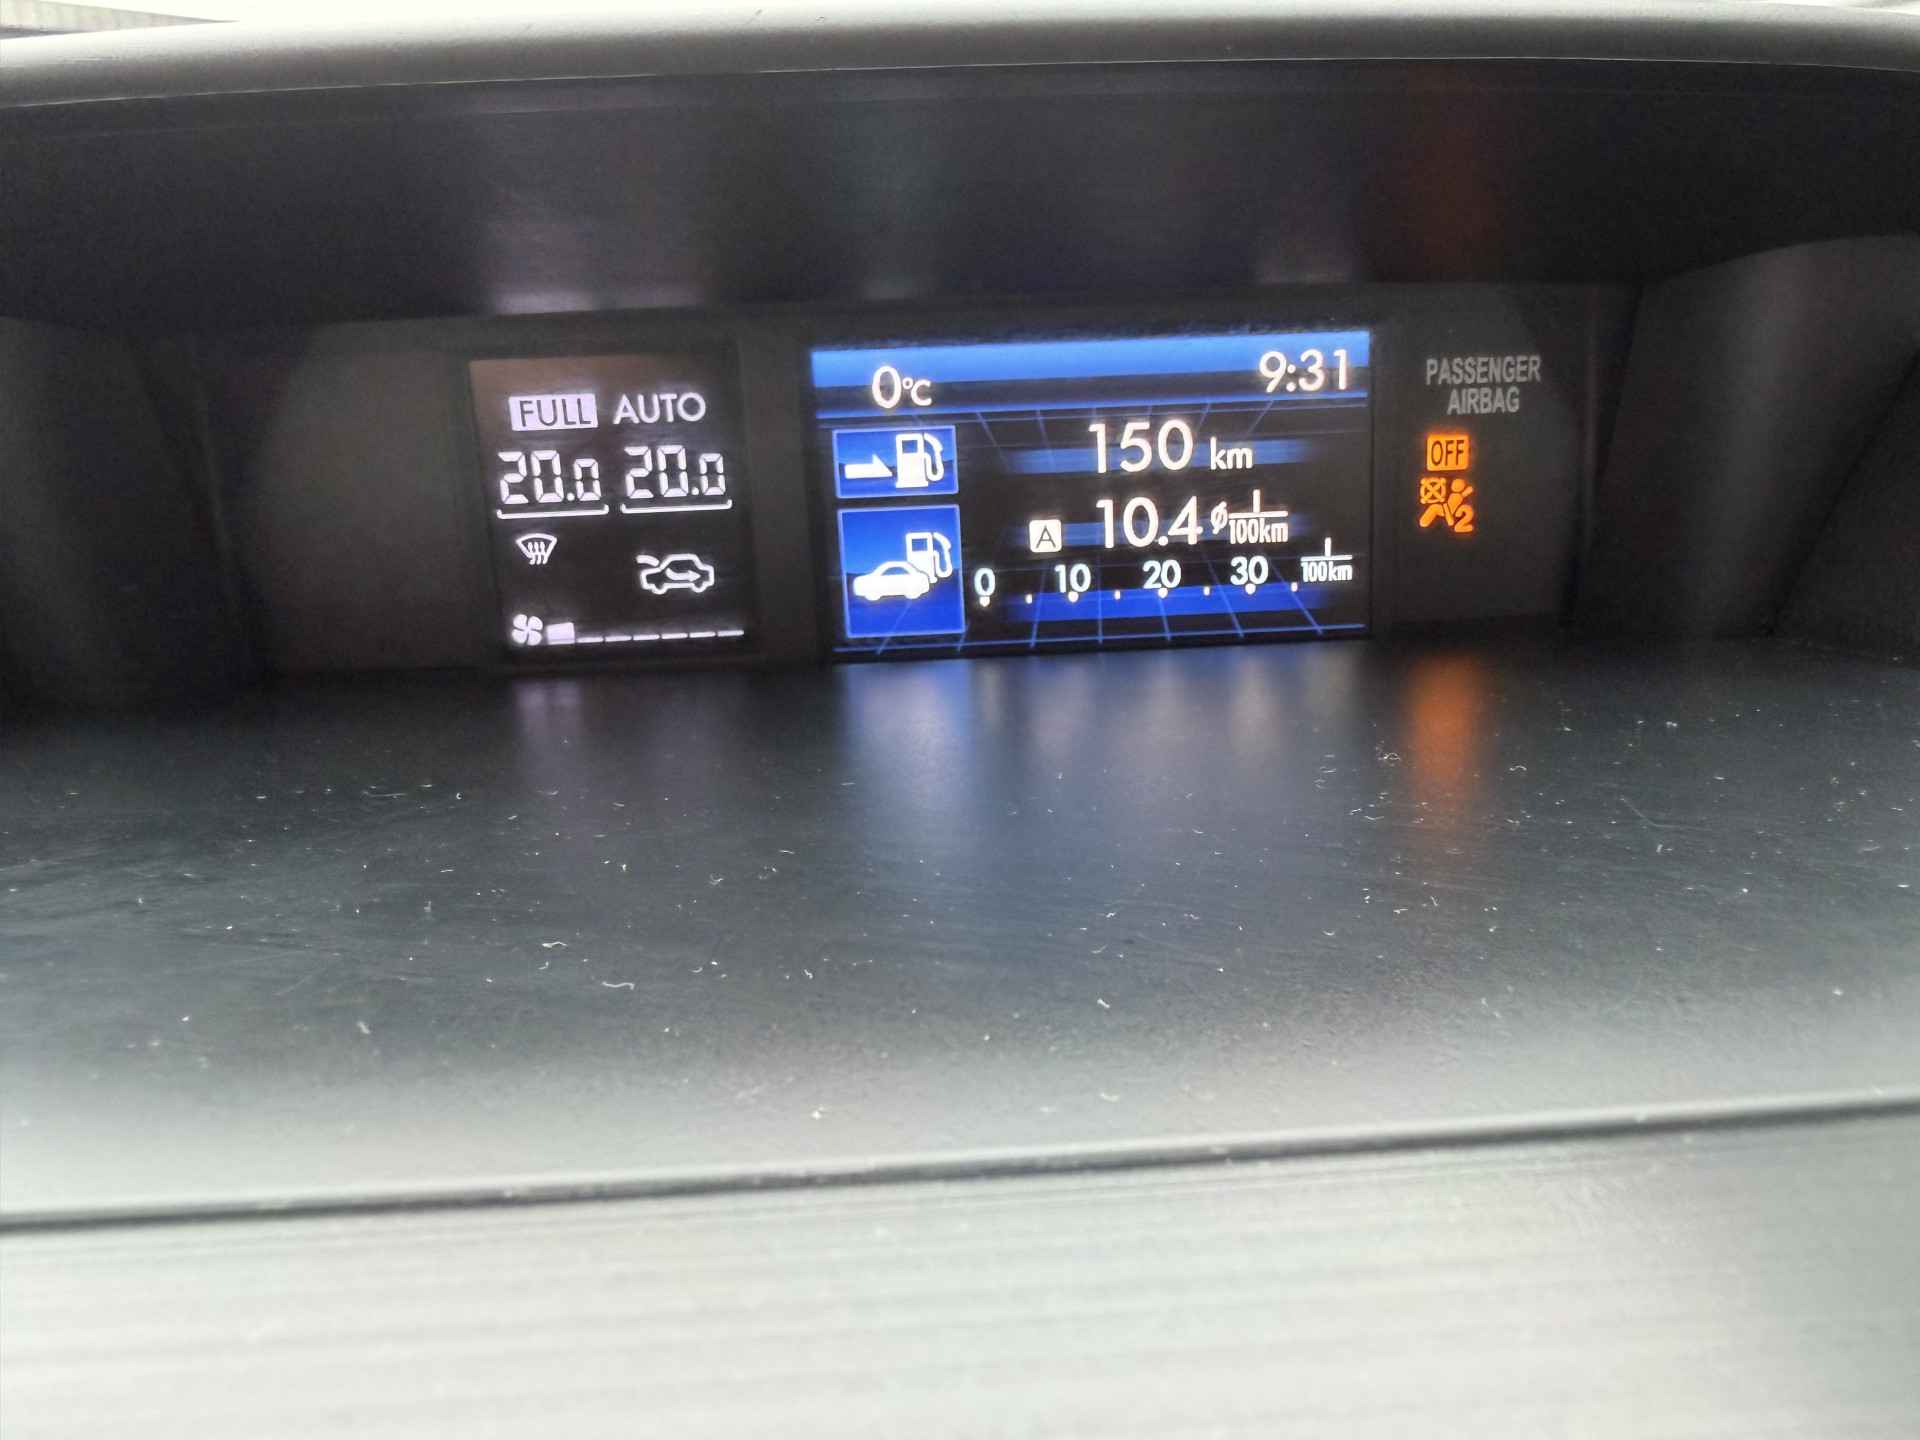 FULL AUTO
20.0 20.0
0°C 9:31
150 km
A 10.4 ø l/100km
0 10 20 30 l/100km
PASSENGER
AIRBAG
OFF
2